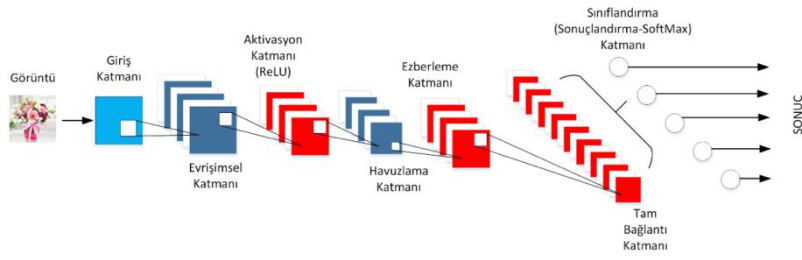 Görüntü
Giriş
Katmanı
Evrişimsel
Katmanı
Aktivasyon
Katmanı
(ReLU)
Havuzlama
Katmanı
Ezberleme
Katmanı
Tam
Bağlantı
Katmanı
Sınıflandırma
(Sonuçlandırma-SoftMax)
Katmanı
SONUC